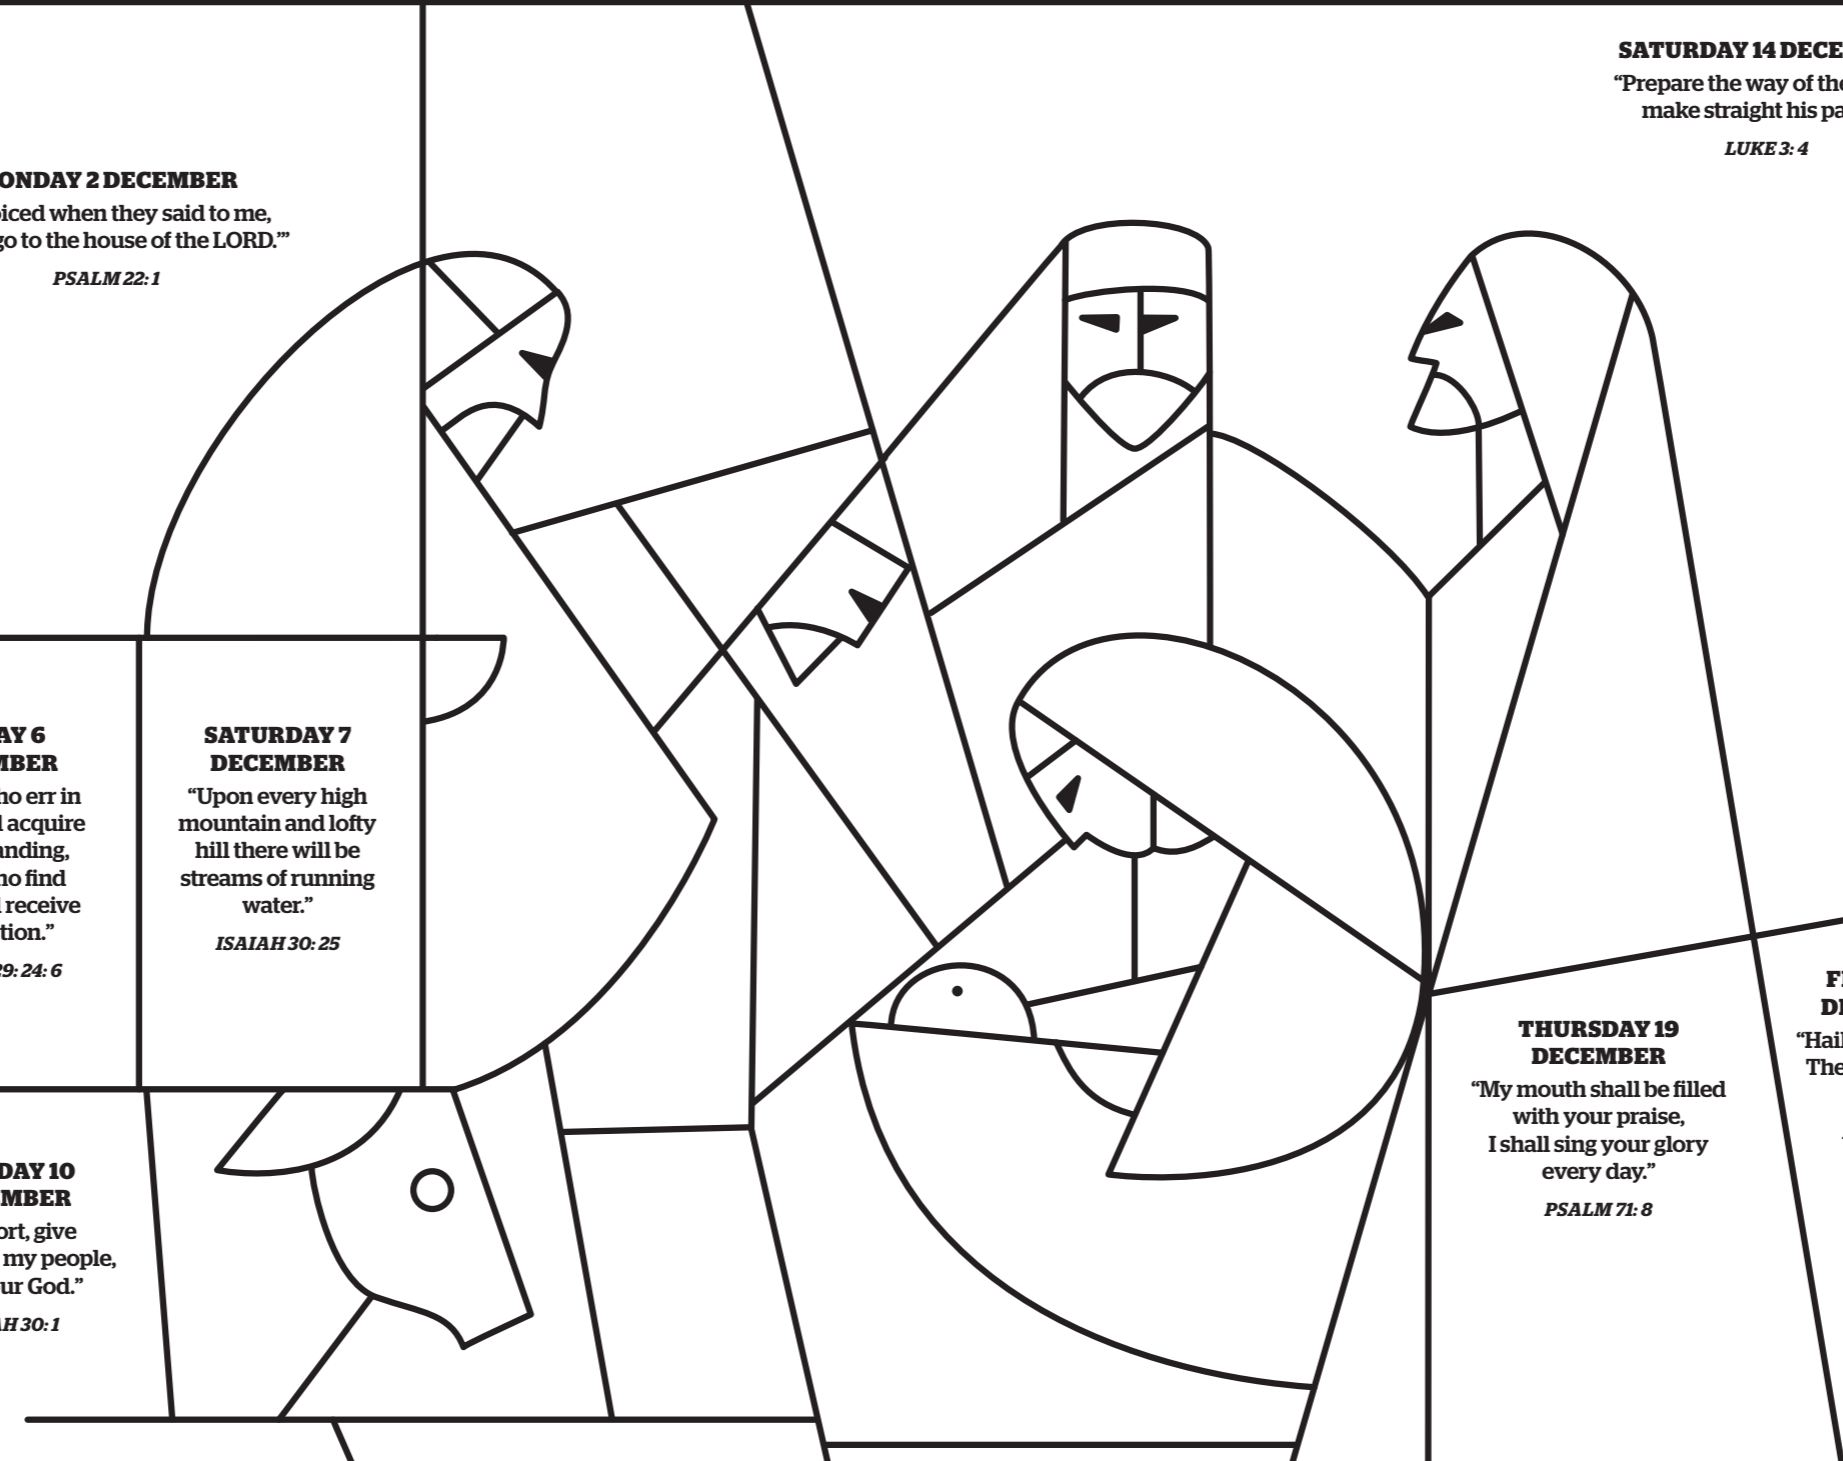 SATURDAY 14 DECE
“Prepare the way of the
make straight his pa
LUKE 3: 4
ONDAY 2 DECEMBER
iced when they said to me,
go to the house of the LORD.’”
PSALM 22: 1
AY 6
MBER
ho err in
l acquire
anding,
ho find
l receive
tion.”
29: 24: 6
SATURDAY 7
DECEMBER
“Upon every high
mountain and lofty
hill there will be
streams of running
water.”
ISAIAH 30: 25
DAY 10
MBER
ort, give
my people,
ur God.”
AH 30: 1
THURSDAY 19
DECEMBER
“My mouth shall be filled
with your praise,
I shall sing your glory
every day.”
PSALM 71: 8
F
DE
“Hail
The